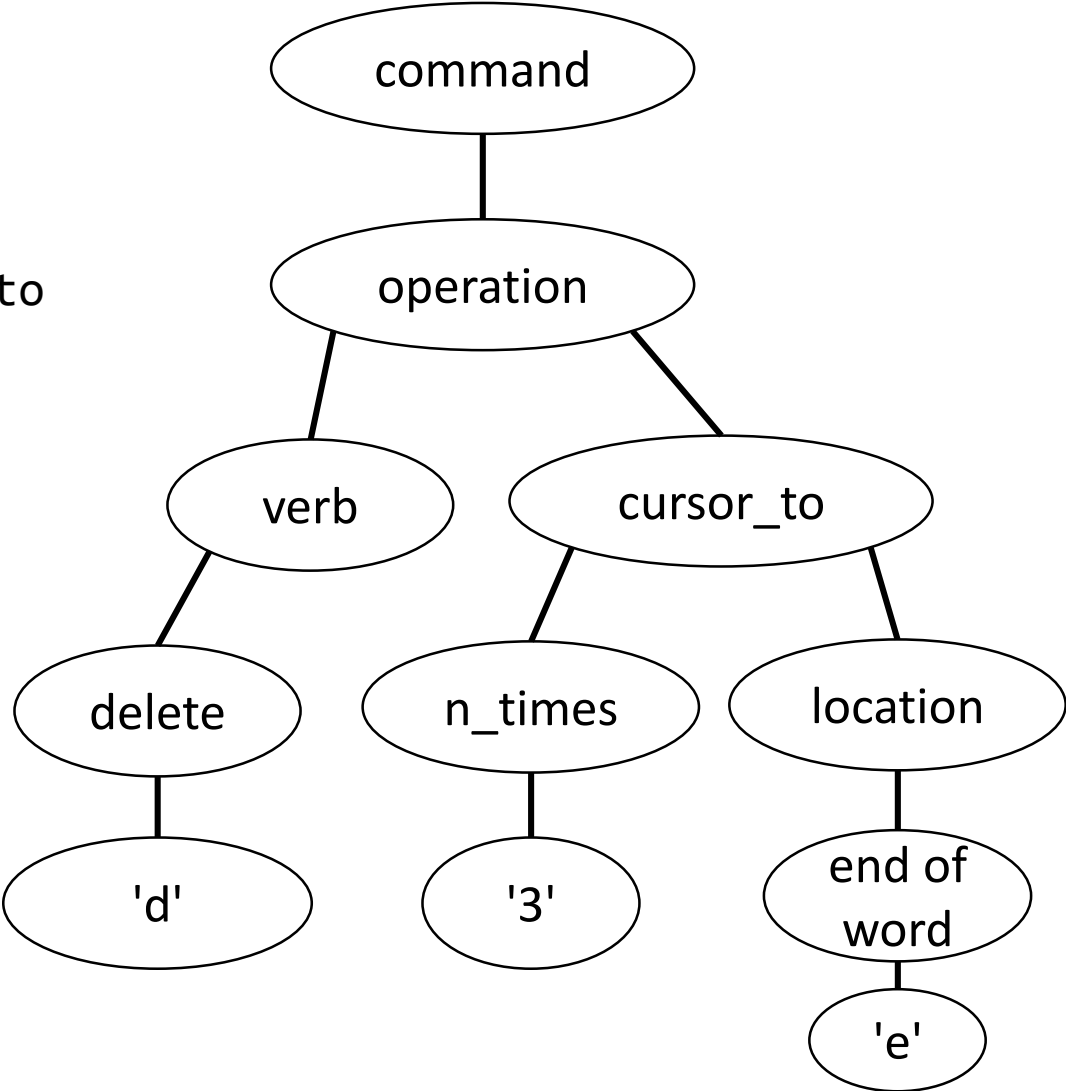 command
to
operation
verb
cursor_to
delete
n_times
location
'd'
'3'
end of
word
'e'